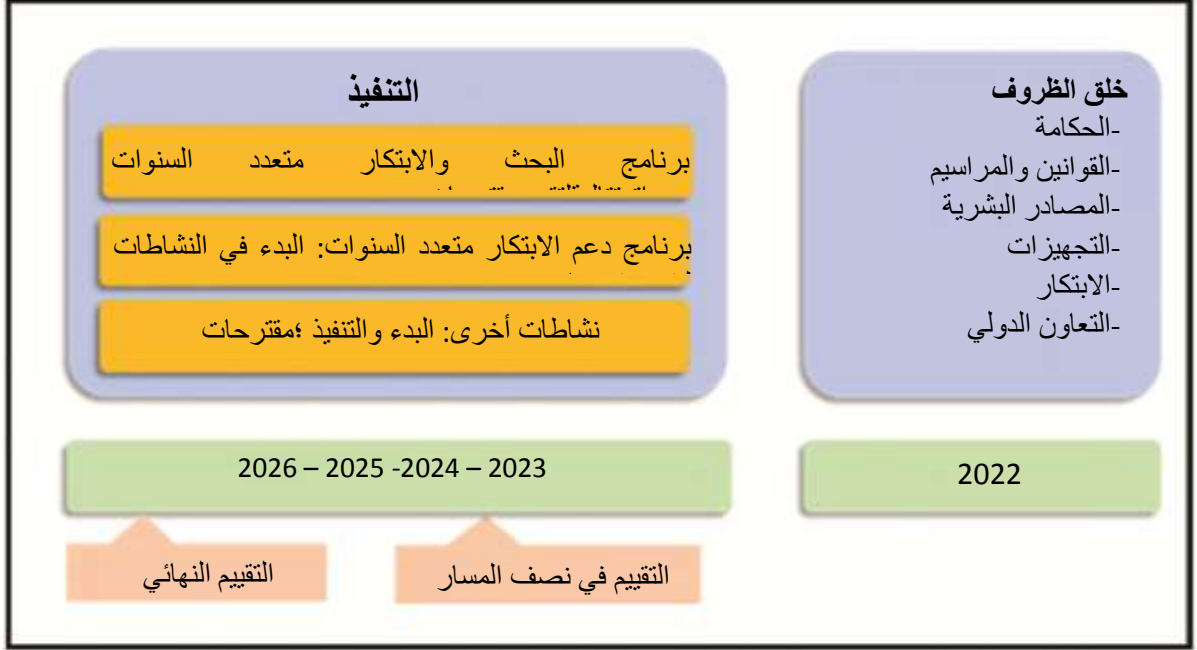 خلق الظروف
-الحكامة
-القوانين والمراسيم
-المصادر البشرية
-التجهيزات
-الابتكار
-التعاون الدولي
2022
التنفيذ
برنامج البحث والابتكار متعدد السنوات
برنامج دعم الابتكار متعدد السنوات: البدء في النشاطات
نشاطات أخرى: البدء والتنفيذ ؛مقترحات
2023 – 2024- 2025 – 2026
التقييم في نصف المسار
التقييم النهائي